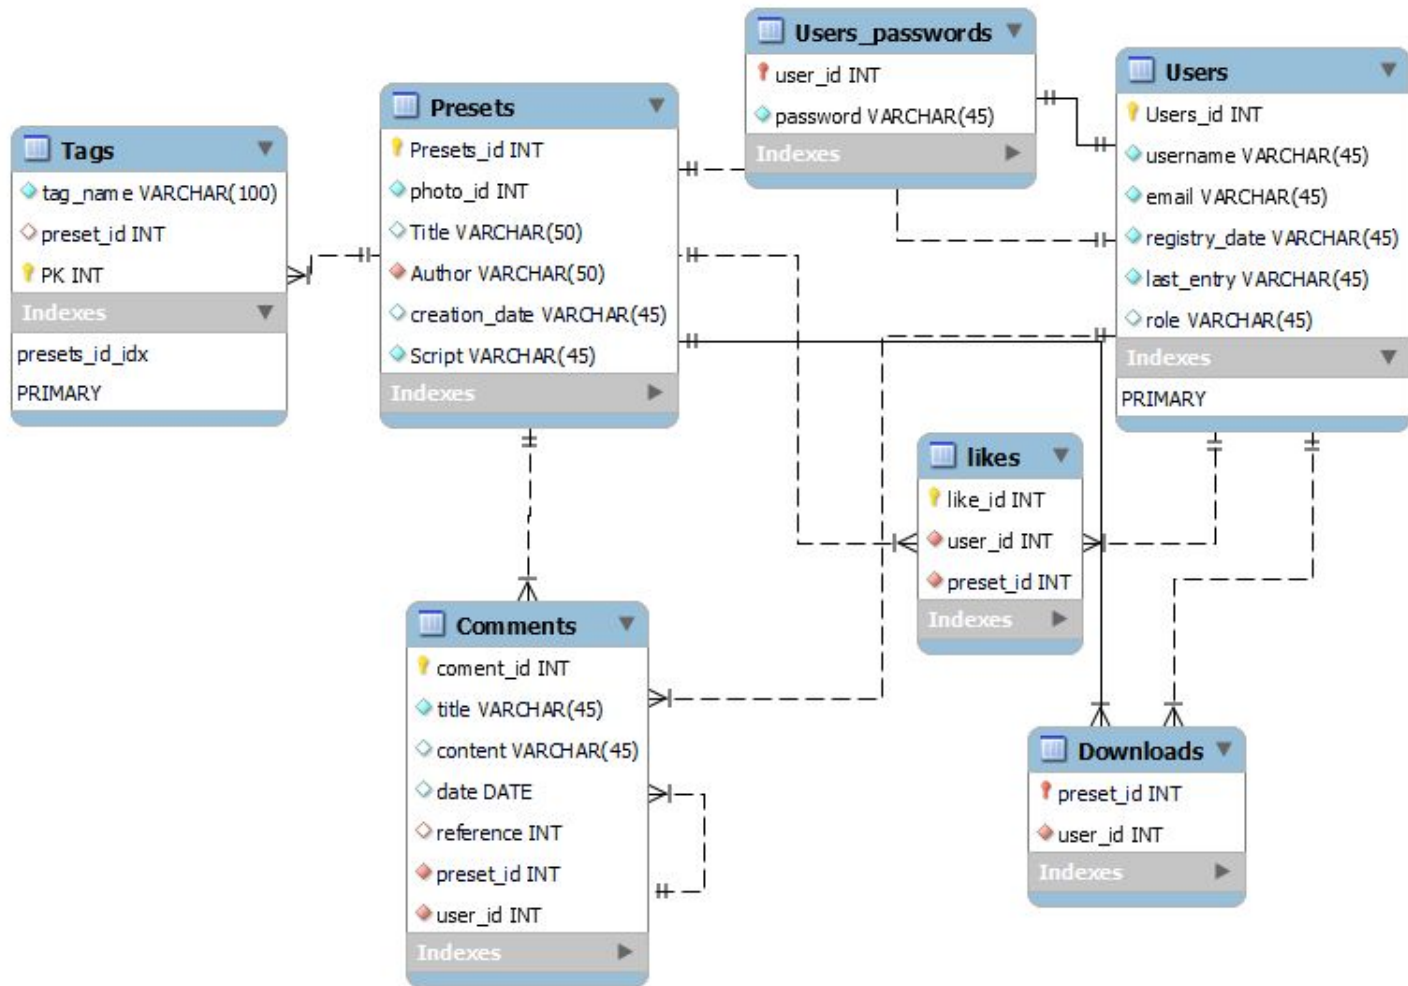 Users_passwords
user_id INT
password VARCHAR(45)
Indexes
Users
Users_id INT
username VARCHAR(45)
email VARCHAR(45)
registry_date VARCHAR(45)
last_entry VARCHAR(45)
role VARCHAR(45)
Indexes
PRIMARY
Presets
Presets_id INT
photo_id INT
Title VARCHAR(50)
Author VARCHAR(50)
creation_date VARCHAR(45)
Script VARCHAR(45)
Indexes
Tags
tag_name VARCHAR(100)
preset_id INT
PK INT
Indexes
presets_id_idx
PRIMARY
likes
like_id INT
user_id INT
preset_id INT
Indexes
Comments
coment_id INT
title VARCHAR(45)
content VARCHAR(45)
date DATE
reference INT
preset_id INT
user_id INT
Indexes
Downloads
preset_id INT
user_id INT
Indexes